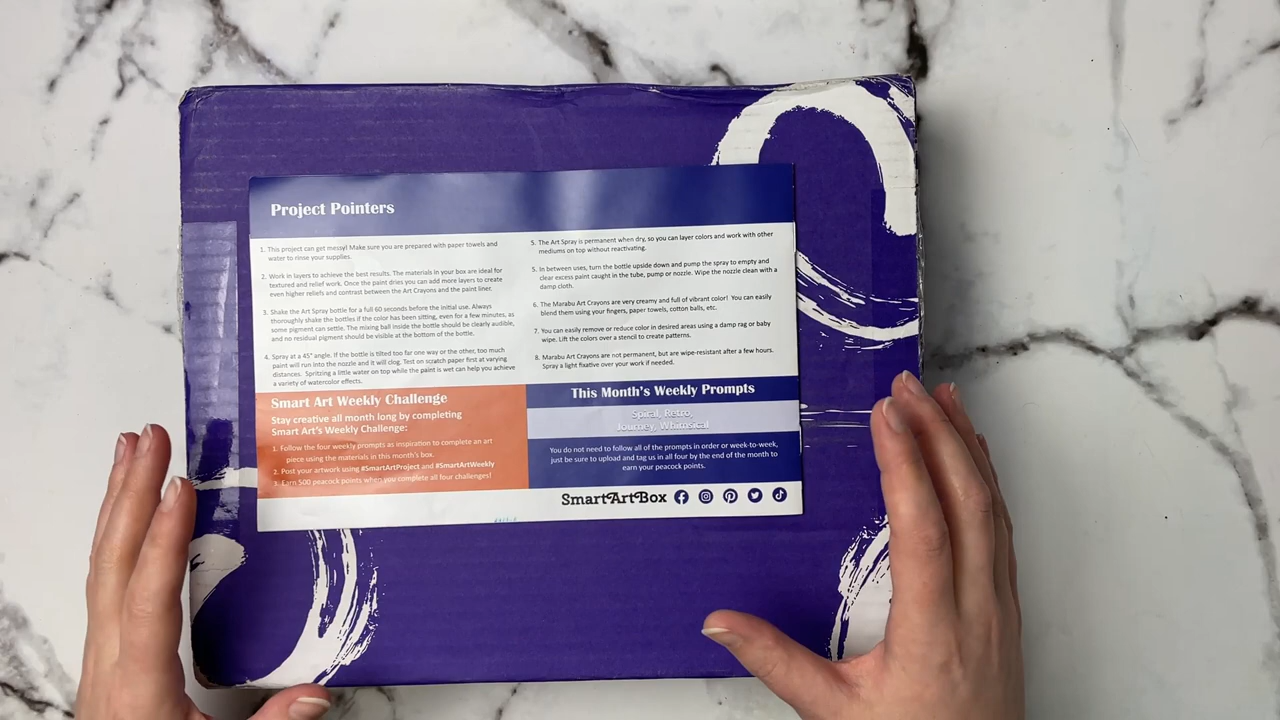 Project Pointers
1. This project can get messy! Make sure you are prepared with paper towels and
water to rinse your supplies.
2. Work in layers to achieve the best results. The materials in your box are ideal for
textured and relief work. Once the paint dries you can add more layers to create
even higher reliefs and contrast between the Art Crayons and the paint liner.
3. Shake the Art Spray bottle for a full 60 seconds before the initial use. Always
thoroughly shake the bottles if the color has been sitting, even for a few minutes, as
some pigment can settle. The mixing ball inside the bottle should be clearly audible,
and no residual pigment should be visible at the bottom of the bottle.
4. Spray at a 45° angle. If the bottle is tilted too far one way or the other, too much
paint will run into the nozzle and it will clog. Test on scratch paper first at varying
distances. Spritzing a little water on top while the paint is wet can help you achieve
a variety of watercolor effects.
5. The Art Spray is permanent when dry, so you can layer colors and work with other
mediums on top without reactivating.
5. In between uses, turn the bottle upside down and pump the spray to empty and
clear excess paint caught in the tube, pump or nozzle. Wipe the nozzle clean with a
damp cloth.
6. The Marabu Art Crayons are very creamy and full of vibrant color! You can easily
blend them using your fingers, paper towels, cotton balls, etc.
7. You can easily remove or reduce color in desired areas using a damp rag or baby
wipe. Lift the colors over a stencil to create patterns.
8. Marabu Art Crayons are not permanent, but are wipe-resistant after a few hours.
Spray a light fixative over your work if needed.
Smart Art Weekly Challenge
Stay creative all month long by completing
Smart Art's Weekly Challenge:
1. Follow the four weekly prompts as inspiration to complete an art
piece using the materials in this month's box.
2. Post your artwork using #SmartArtProject and #SmartArtWeekly
3. Earn 500 peacock points when you complete all four challenges!
This Month's Weekly Prompts
Spiral, Retro,
Journey, Whimsical
You do not need to follow all of the prompts in order or week-to-week,
just be sure to upload and tag us in all four by the end of the month to
earn your peacock points.
SmartArtBox